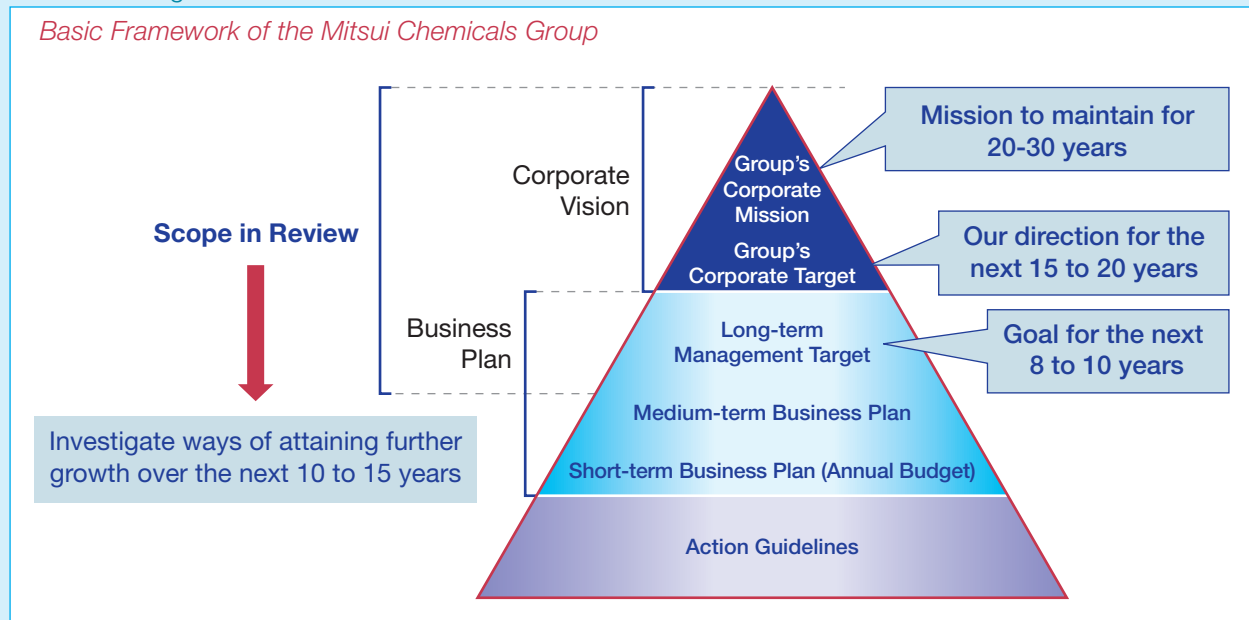 Basic Framework of the Mitsui Chemicals Group
Mission to maintain for
20-30 years
Group's
Corporate
Mission
Corporate
Vision
Scope in Review
Group's
Corporate Target
Our direction for the
next 15 to 20 years
Business
Plan
Long-term
Management Target
Goal for the next
8 to 10 years
Medium-term Business Plan
Investigate ways of attaining further
growth over the next 10 to 15 years
Short-term Business Plan (Annual Budget)
Action Guidelines